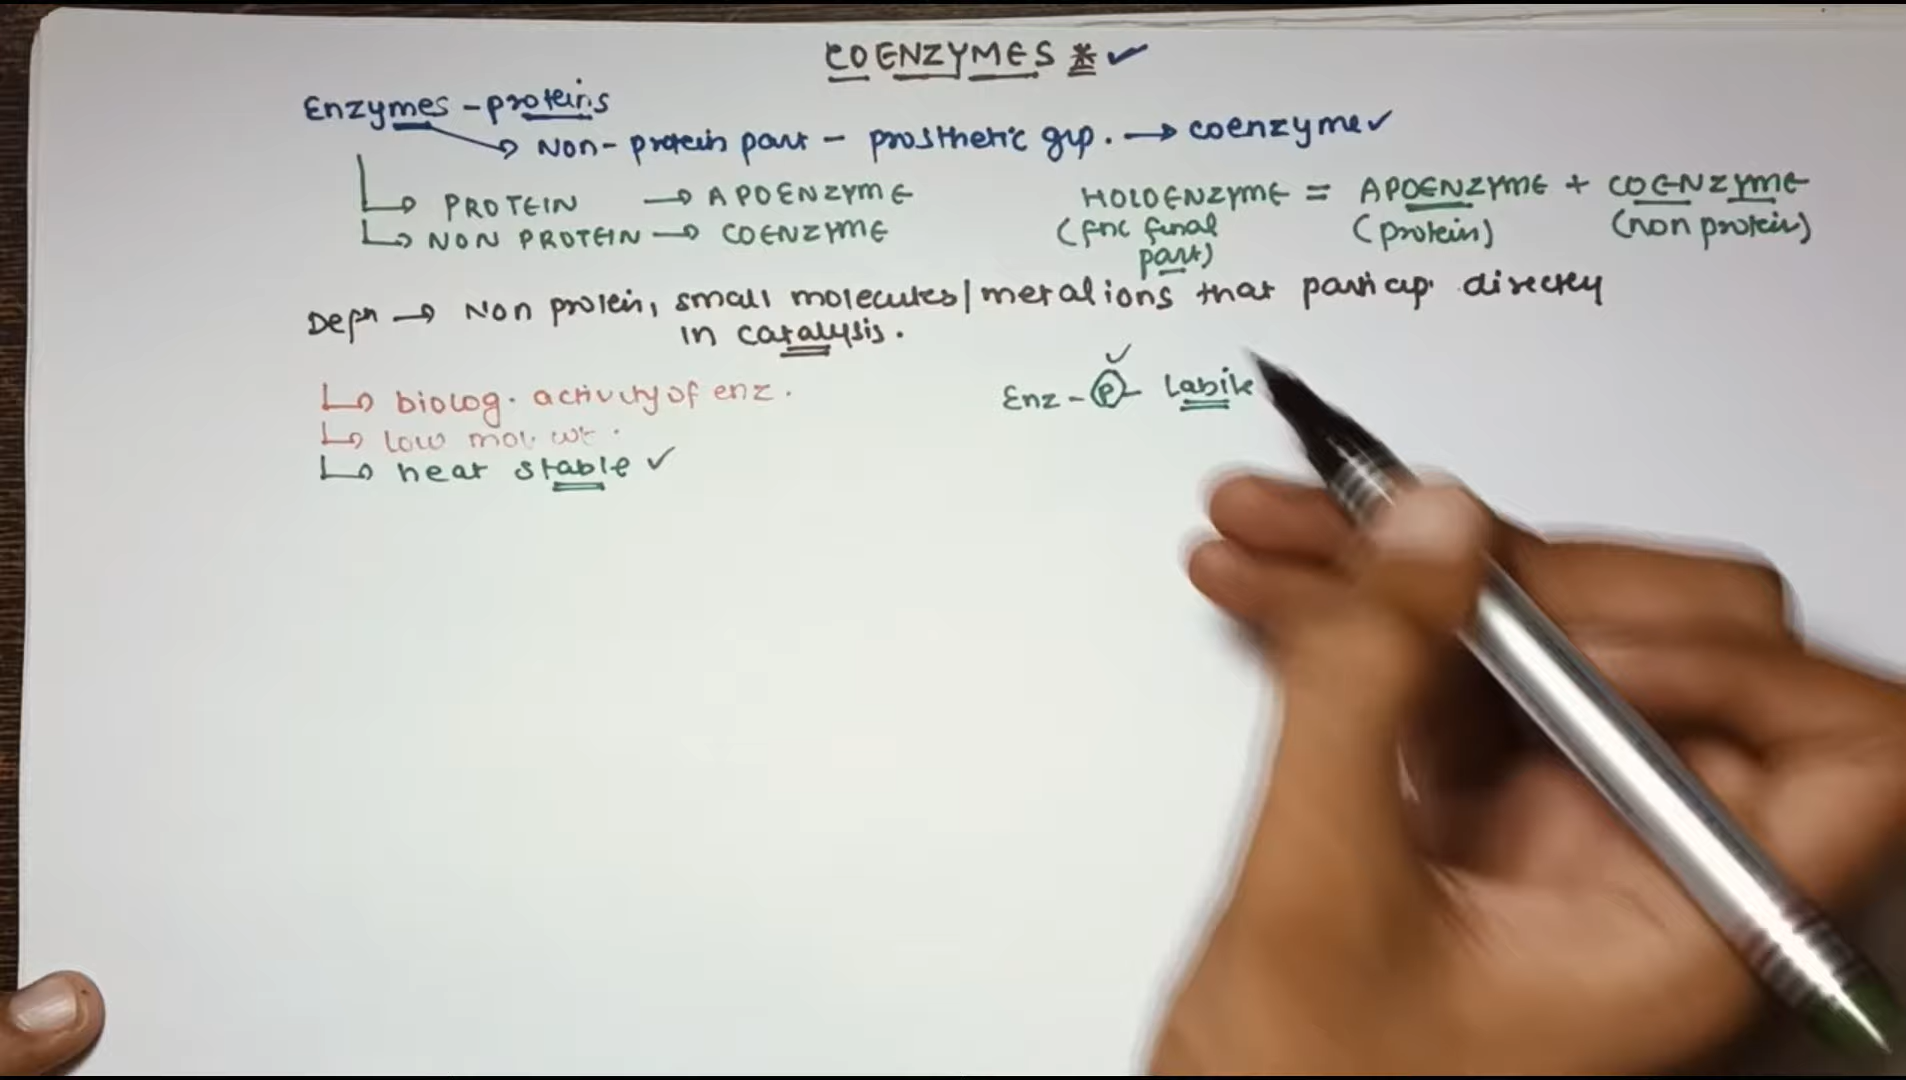 COENZYMES *✓
Enzymes - proteins
→ Non-protein part - prosthetic grp. → coenzyme✓
↳ PROTEIN → APOENZYME
↳ NON PROTEIN → COENZYME
HOLOENZYME = APOENZYME + COENZYME
(fnc final part) (protein) (non protein)
Defn → Non protein, small molecules/metal ions that particip. directly
in catalysis.
↳ biolog. activity of enz.
↳ low mol. wt.
↳ heat stable ✓
Enz - (P) - Labile